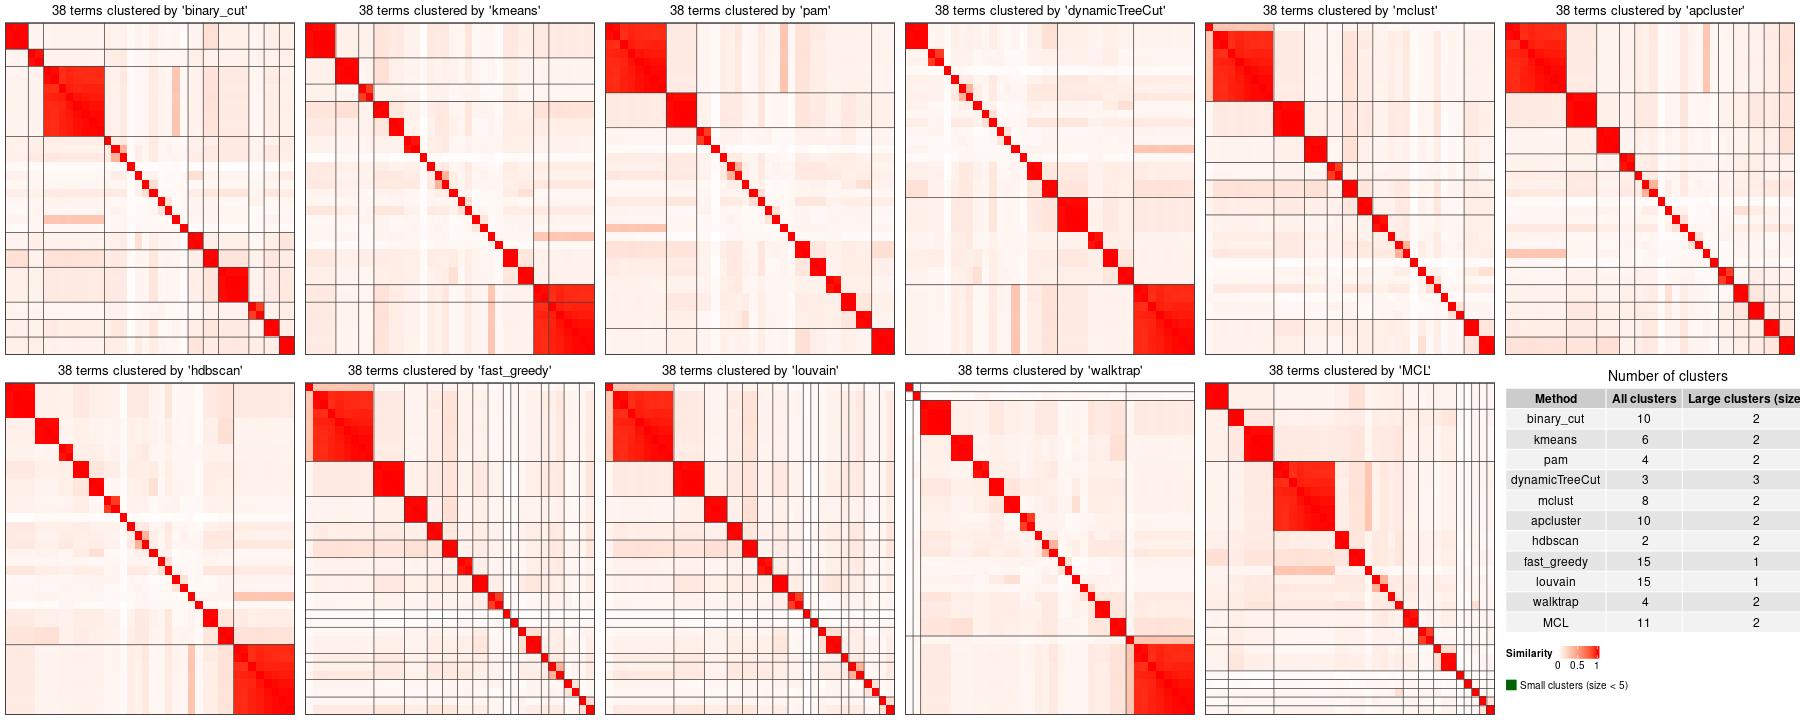 38 terms clustered by 'binary_cut'
38 terms clustered by 'kmeans'
38 terms clustered by 'pam'
38 terms clustered by 'dynamicTreeCut'
38 terms clustered by 'mclust'
38 terms clustered by 'apcluster'
38 terms clustered by 'hdbscan'
38 terms clustered by 'fast_greedy'
38 terms clustered by 'louvain'
38 terms clustered by 'walktrap'
38 terms clustered by 'MCL'
Number of clusters
Method All clusters Large clusters (size
binary_cut 10 2
kmeans 6 2
pam 4 2
dynamicTreeCut 3 3
mclust 8 2
apcluster 10 2
hdbscan 2 2
fast_greedy 15 1
louvain 15 1
walktrap 4 2
MCL 11 2
Similarity
0 0.5 1
Small clusters (size < 5)